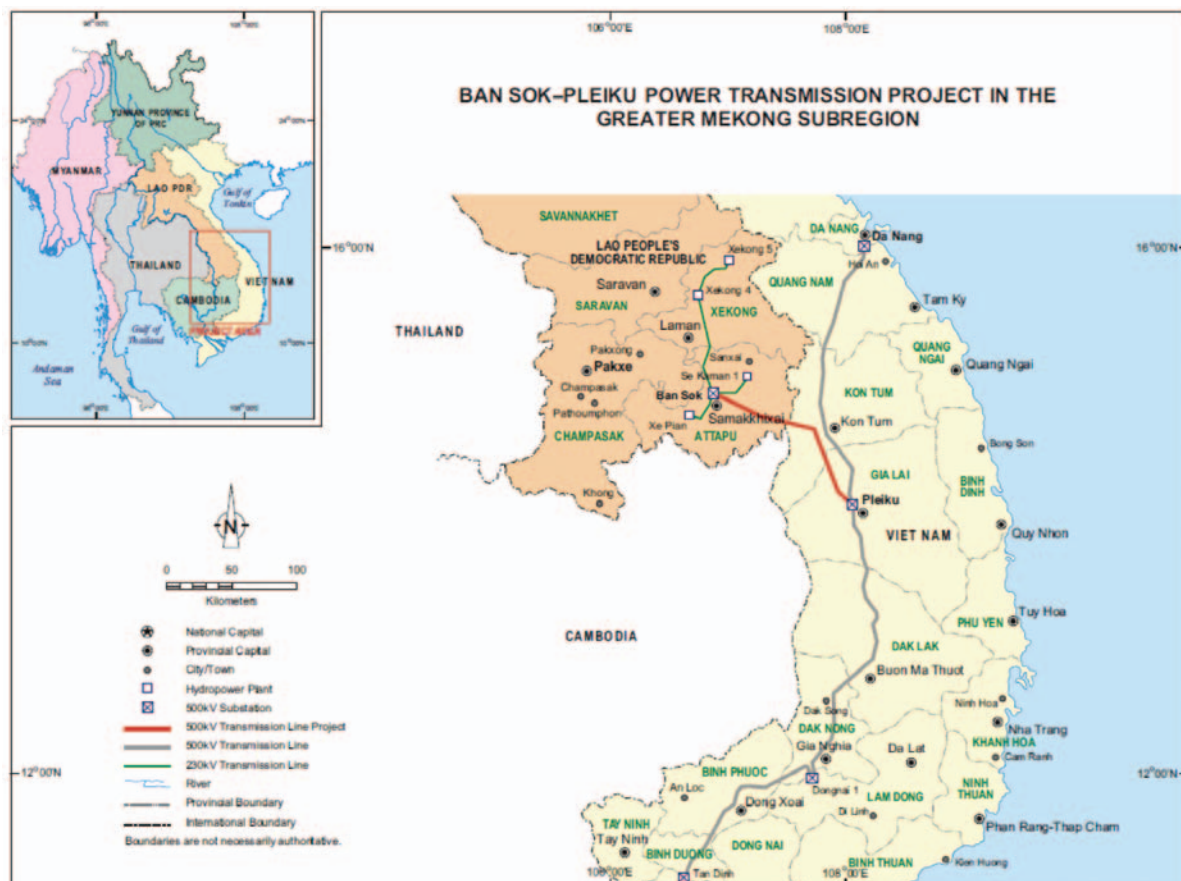 BAN SOK–PLEIKU POWER TRANSMISSION PROJECT IN THE
GREATER MEKONG SUBREGION
106°00'E
108°00'E
YUNNAN PROVINCE
OF PRC
MYANMAR
LAO PDR
Gulf of
Tonkin
THAILAND
VIET NAM
CAMBODIA
PROJECT AREA
Gulf of
Thailand
Andaman
Sea
16°00'N
16°00'N
SAVANNAKHET
LAO PEOPLE'S
DEMOCRATIC REPUBLIC
Xekong 5
DA NANG
Da Nang
Hoi An
Saravan
Xekong 4
QUANG NAM
Tam Ky
SARAVAN
XEKONG
THAILAND
Laman
QUANG
NGAI
Pakxong
Sanxai
Quang Ngai
Pakxe
Se Kaman 1
KON TUM
Champasak
Ban Sok
Pathoumphon
Samakkhixai
Xe Pian
Kon Tum
CHAMPASAK
ATTAPU
Bong Son
GIA LAI
BINH
DINH
Khong
Pleiku
VIET NAM
Quy Nhon
N
0
50
100
Kilometers
Tuy Hoa
PHU YEN
CAMBODIA
DAK LAK
Buon Ma Thuot
Dak Song
Ninh Hoa
DAK NONG
Nha Trang
Gia Nghia
Da Lat
KHANH HOA
Cam Ranh
12°00'N
12°00'N
BINH PHUOC
Dongnai 1
NINH
THUAN
An Loc
LAM DONG
Dong Xoai
Di Linh
TAY NINH
Phan Rang-Thap Cham
Tay Ninh
DONG NAI
BINH DUONG
BINH THUAN
Kien Huong
Tan Dinh
106°00'E
108°00'E
National Capital
Provincial Capital
City/Town
Hydropower Plant
500kV Substation
500kV Transmission Line Project
500kV Transmission Line
230kV Transmission Line
River
Provincial Boundary
International Boundary
Boundaries are not necessarily authoritative.